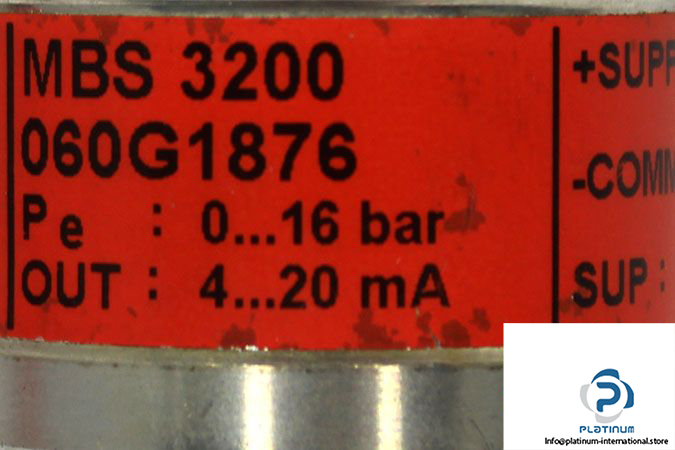 MBS 3200
060G1876
Pe : 0...16 bar
OUT : 4...20 mA
+SUPP
-COMM
SUP :
PLATINUM
Info@platinum-international.store